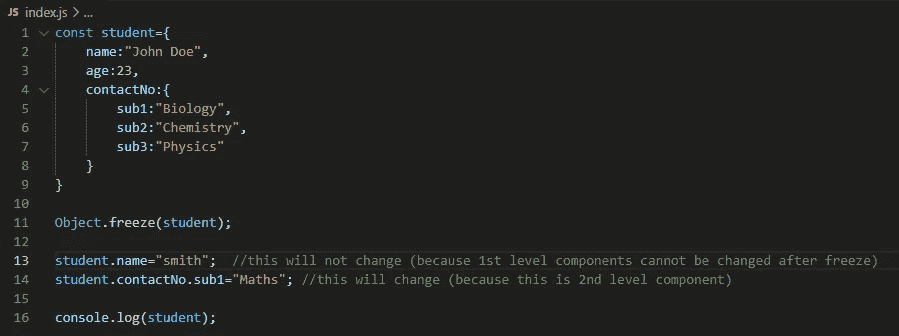 JS index.js > ...
1 const student={
2 name:"John Doe",
3 age:23,
4 contactNo:{
5 sub1:"Biology",
6 sub2:"Chemistry",
7 sub3:"Physics"
8 }
9 }
10
11 Object.freeze(student);
12
13 student.name="smith";  //this will not change (because 1st level components cannot be changed after freeze)
14 student.contactNo.sub1="Maths"; //this will change (because this is 2nd level component)
15
16 console.log(student);